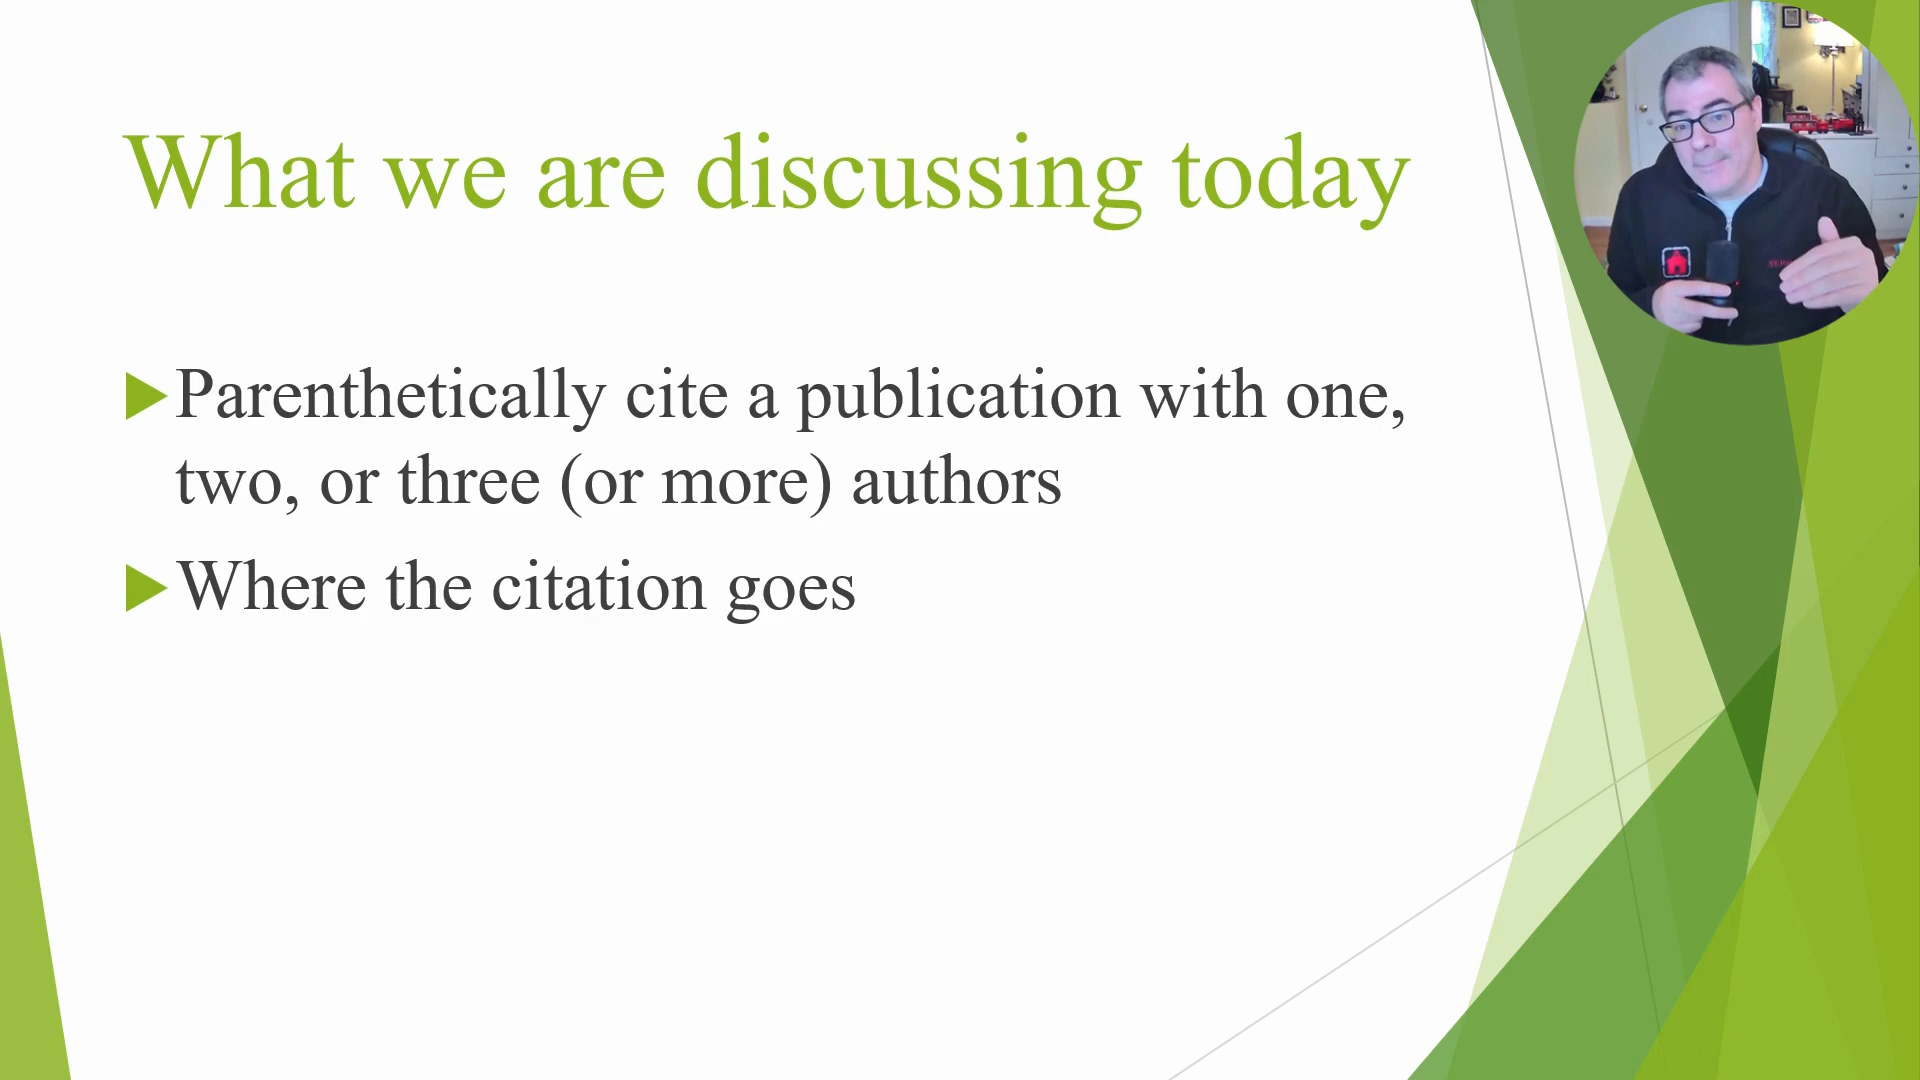 What we are discussing today
Parenthetically cite a publication with one,
two, or three (or more) authors
Where the citation goes